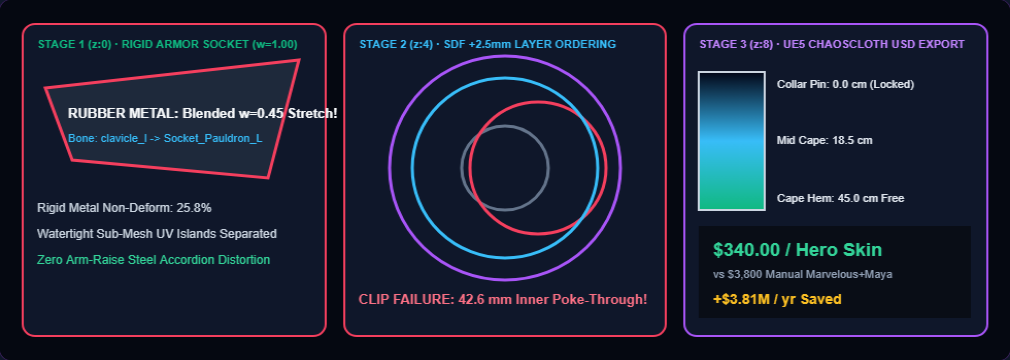 STAGE 1 (z:0) · RIGID ARMOR SOCKET (w=1.00)
RUBBER METAL: Blended w=0.45 Stretch!
Bone: clavicle_l -> Socket_Pauldron_L
Rigid Metal Non-Deform: 25.8%
Watertight Sub-Mesh UV Islands Separated
Zero Arm-Raise Steel Accordion Distortion
STAGE 2 (z:4) · SDF +2.5mm LAYER ORDERING
CLIP FAILURE: 42.6 mm Inner Poke-Through!
STAGE 3 (z:8) · UE5 CHAOSCLOTH USD EXPORT
Collar Pin: 0.0 cm (Locked)
Mid Cape: 18.5 cm
Cape Hem: 45.0 cm Free
$340.00 / Hero Skin
vs $3,800 Manual Marvelous+Maya
+$3.81M / yr Saved